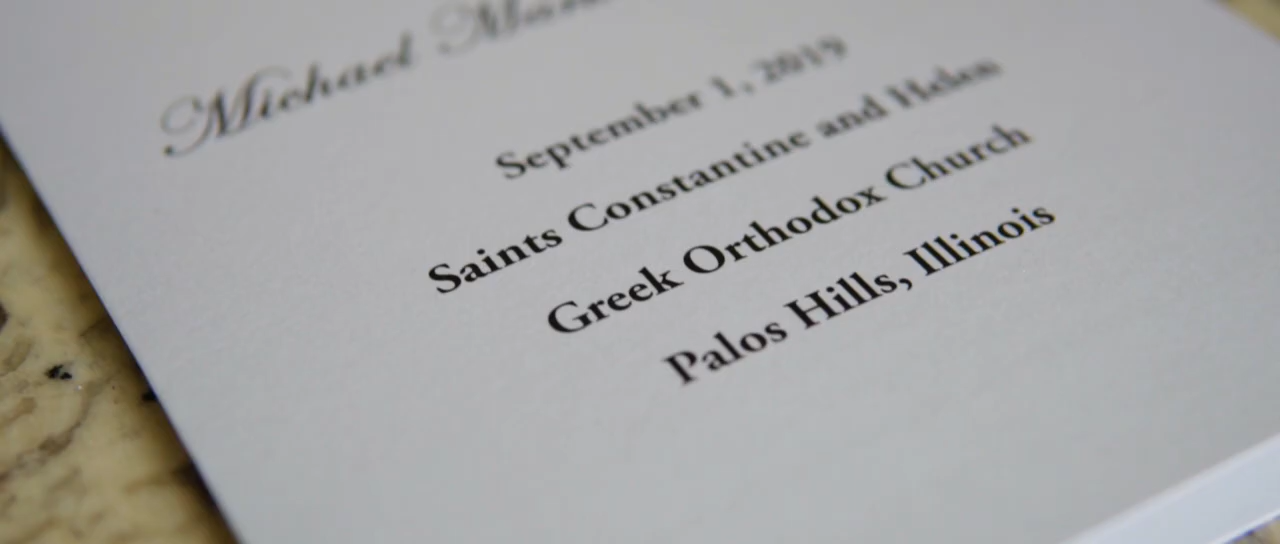 Michael
September 1, 2019
Saints Constantine and Helen
Greek Orthodox Church
Palos Hills, Illinois